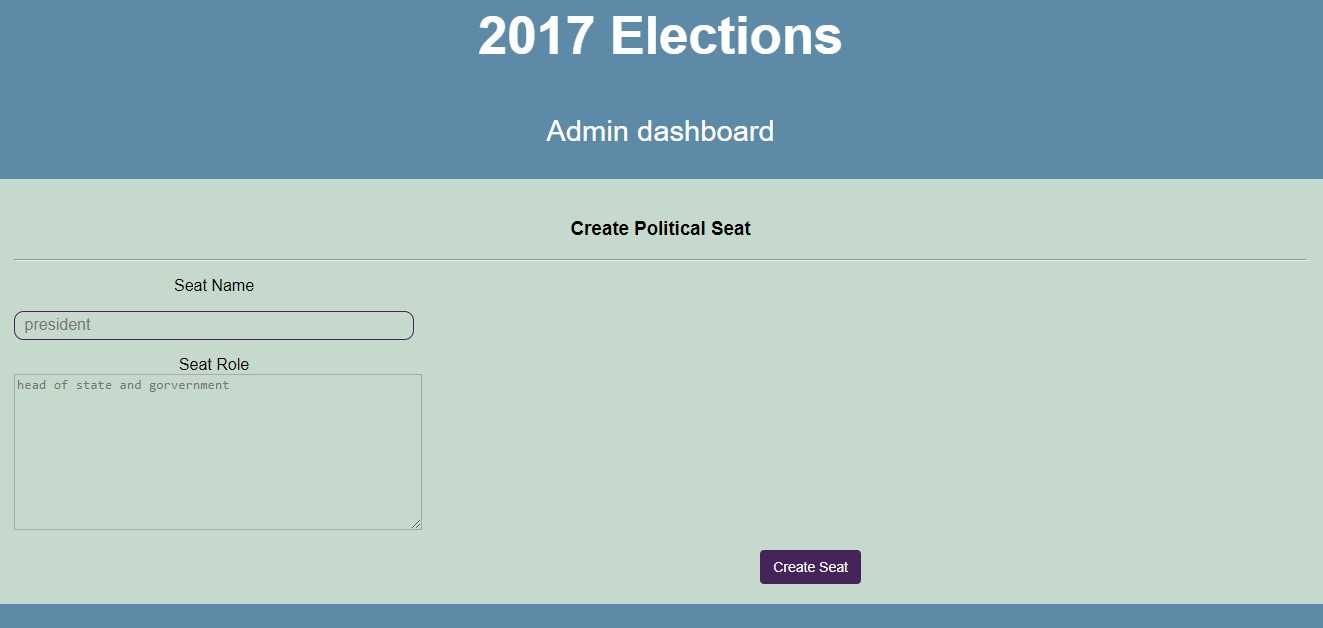 2017 Elections
Admin dashboard
Create Political Seat
Seat Name
president
Seat Role
head of state and gorvernment
Create Seat